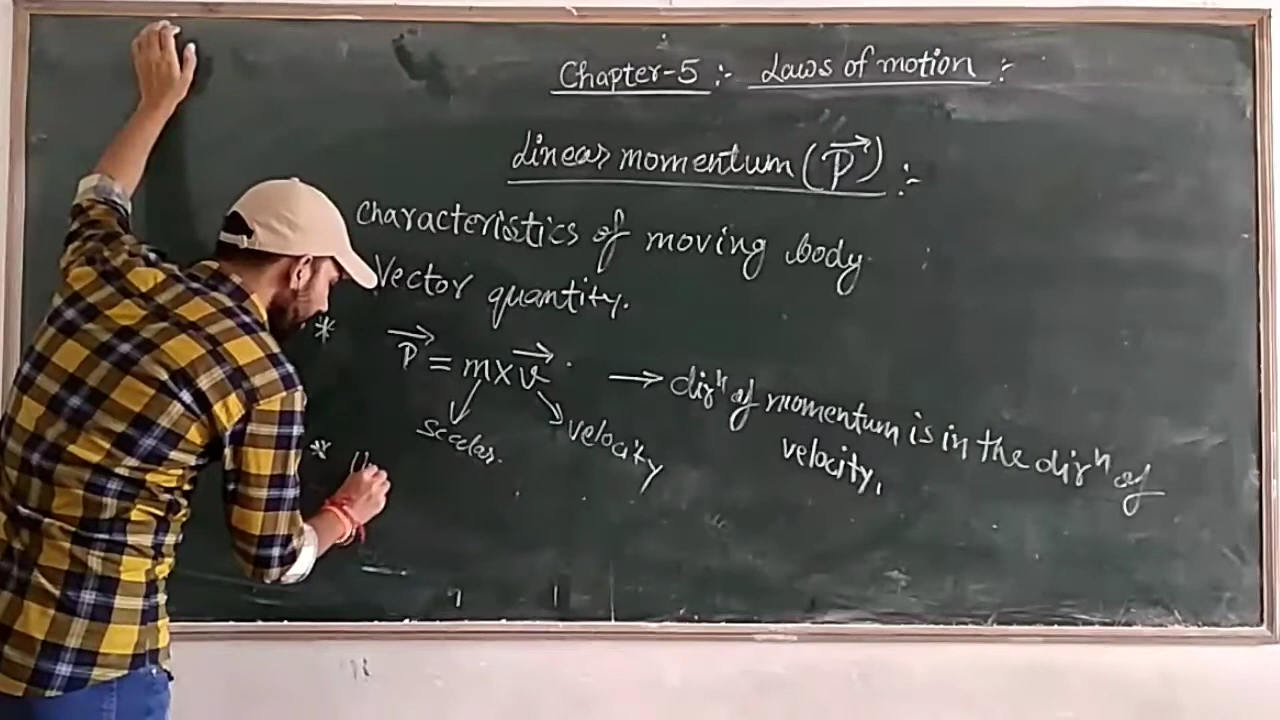 Chapter-5 :- Laws of motion :-
Linear momentum (P⃗) :-
Characteristics of moving body.
Vector quantity.
* P⃗ = m×v⃗ . → dirⁿ of momentum is in the dirⁿ of
velocity.
scalar. velocity
* U